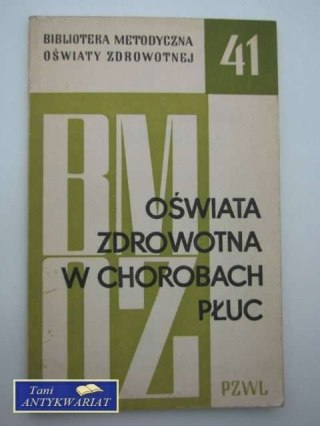 BIBLIOTEKA METODYCZNA
OŚWIATY ZDROWOTNEJ
41
BM
OZ
OŚWIATA
ZDROWOTNA
W CHOROBACH
PŁUC
PZWL
Tani
ANTYKWARIAT